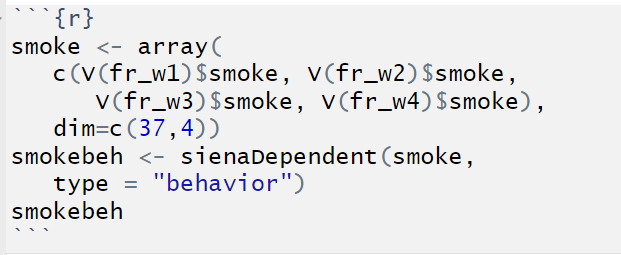 ```{r}
smoke <- array(
   c(V(fr_w1)$smoke, V(fr_w2)$smoke,
      V(fr_w3)$smoke, V(fr_w4)$smoke),
   dim=c(37,4))
smokebeh <- sienaDependent(smoke,
   type = "behavior")
smokebeh
```